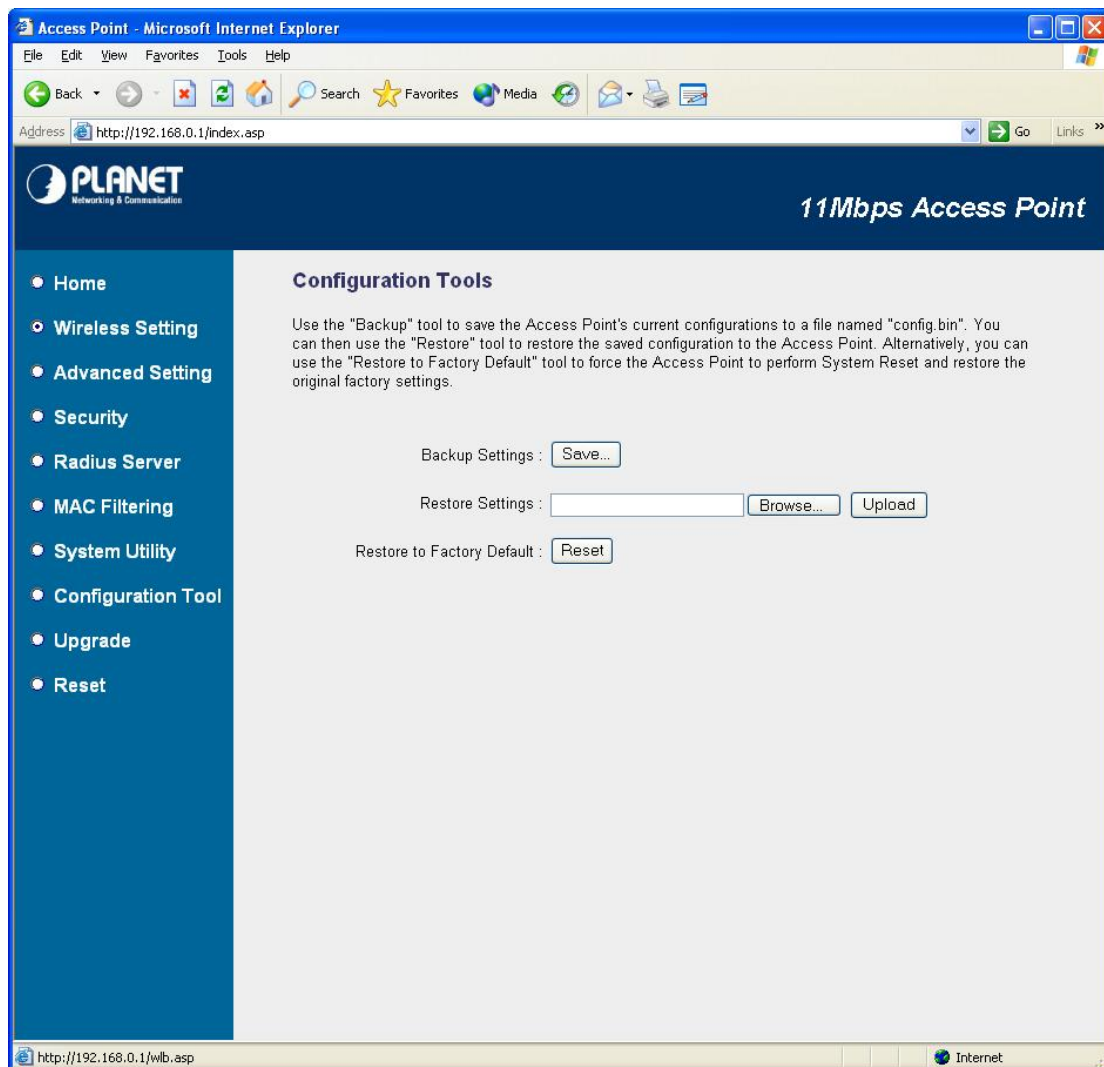 Access Point - Microsoft Internet Explorer
File Edit View Favorites Tools Help
Back Search Favorites Media
Address http://192.168.0.1/index.asp Go Links »
PLANET
Networking & Communication
11Mbps Access Point
Home
Wireless Setting
Advanced Setting
Security
Radius Server
MAC Filtering
System Utility
Configuration Tool
Upgrade
Reset
Configuration Tools
Use the "Backup" tool to save the Access Point's current configurations to a file named "config.bin". You
can then use the "Restore" tool to restore the saved configuration to the Access Point. Alternatively, you can
use the "Restore to Factory Default" tool to force the Access Point to perform System Reset and restore the
original factory settings.
Backup Settings : Save...
Restore Settings : Browse... Upload
Restore to Factory Default : Reset
http://192.168.0.1/wlb.asp Internet